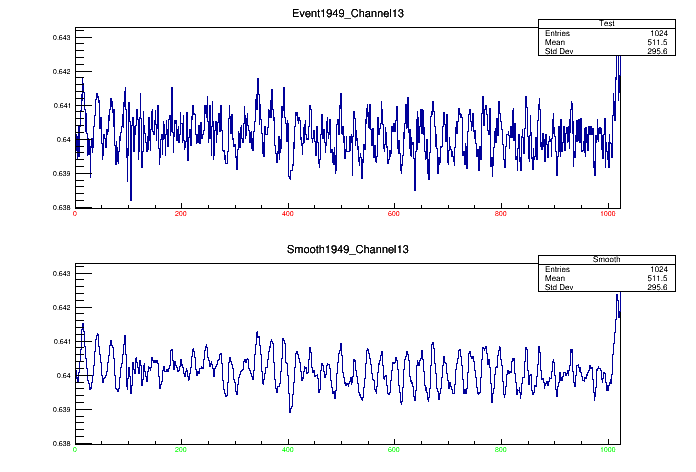 Event1949_Channel13
Test
Entries 1024
Mean 511.5
Std Dev 295.6
0.643
0.642
0.641
0.64
0.639
0.638
0 200 400 600 800 1000
Smooth1949_Channel13
Smooth
Entries 1024
Mean 511.5
Std Dev 295.6
0.643
0.642
0.641
0.64
0.639
0.638
0 200 400 600 800 1000